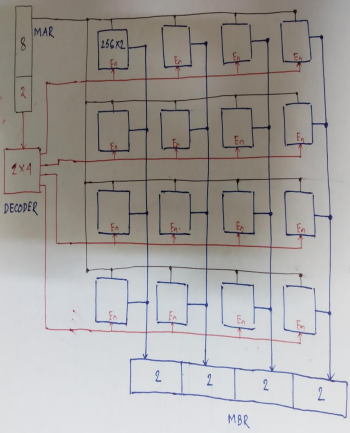 8 MAR
256X2
En En En En
2
En En En En
2X4
DECODER
En En En En
En En En En
2 2 2 2
MBR